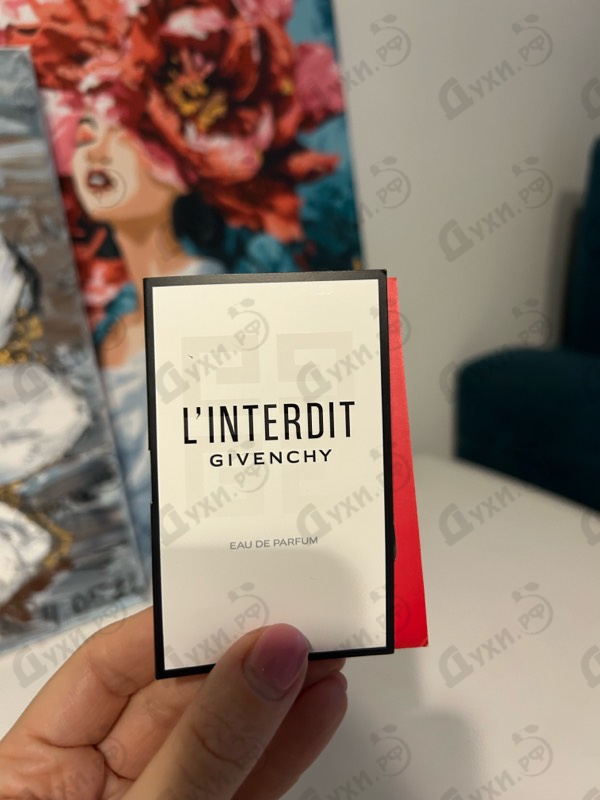 L'INTERDIT
GIVENCHY
EAU DE PARFUM
Духи.РФ